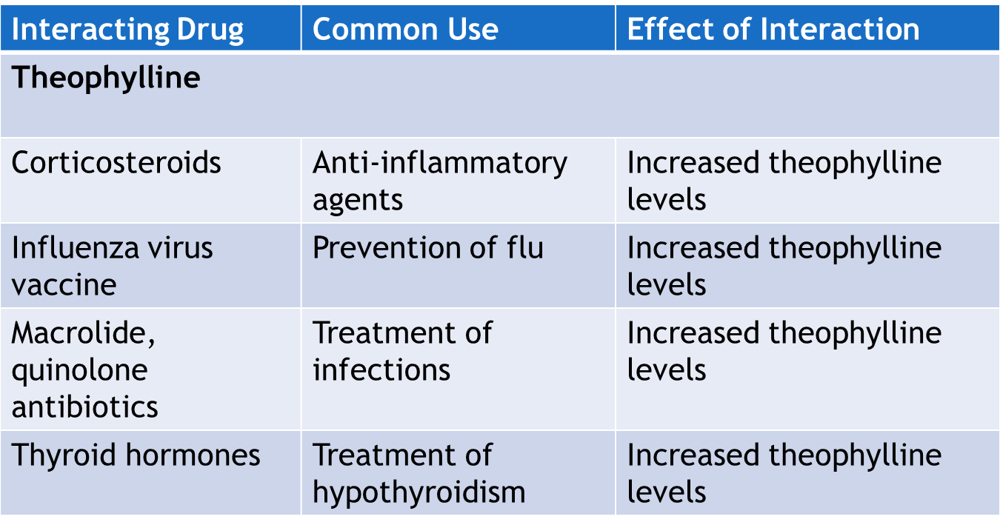 Interacting Drug
Common Use
Effect of Interaction
Theophylline
Corticosteroids
Anti-inflammatory
agents
Increased theophylline
levels
Influenza virus
vaccine
Prevention of flu
Increased theophylline
levels
Macrolide,
quinolone
antibiotics
Treatment of
infections
Increased theophylline
levels
Thyroid hormones
Treatment of
hypothyroidism
Increased theophylline
levels